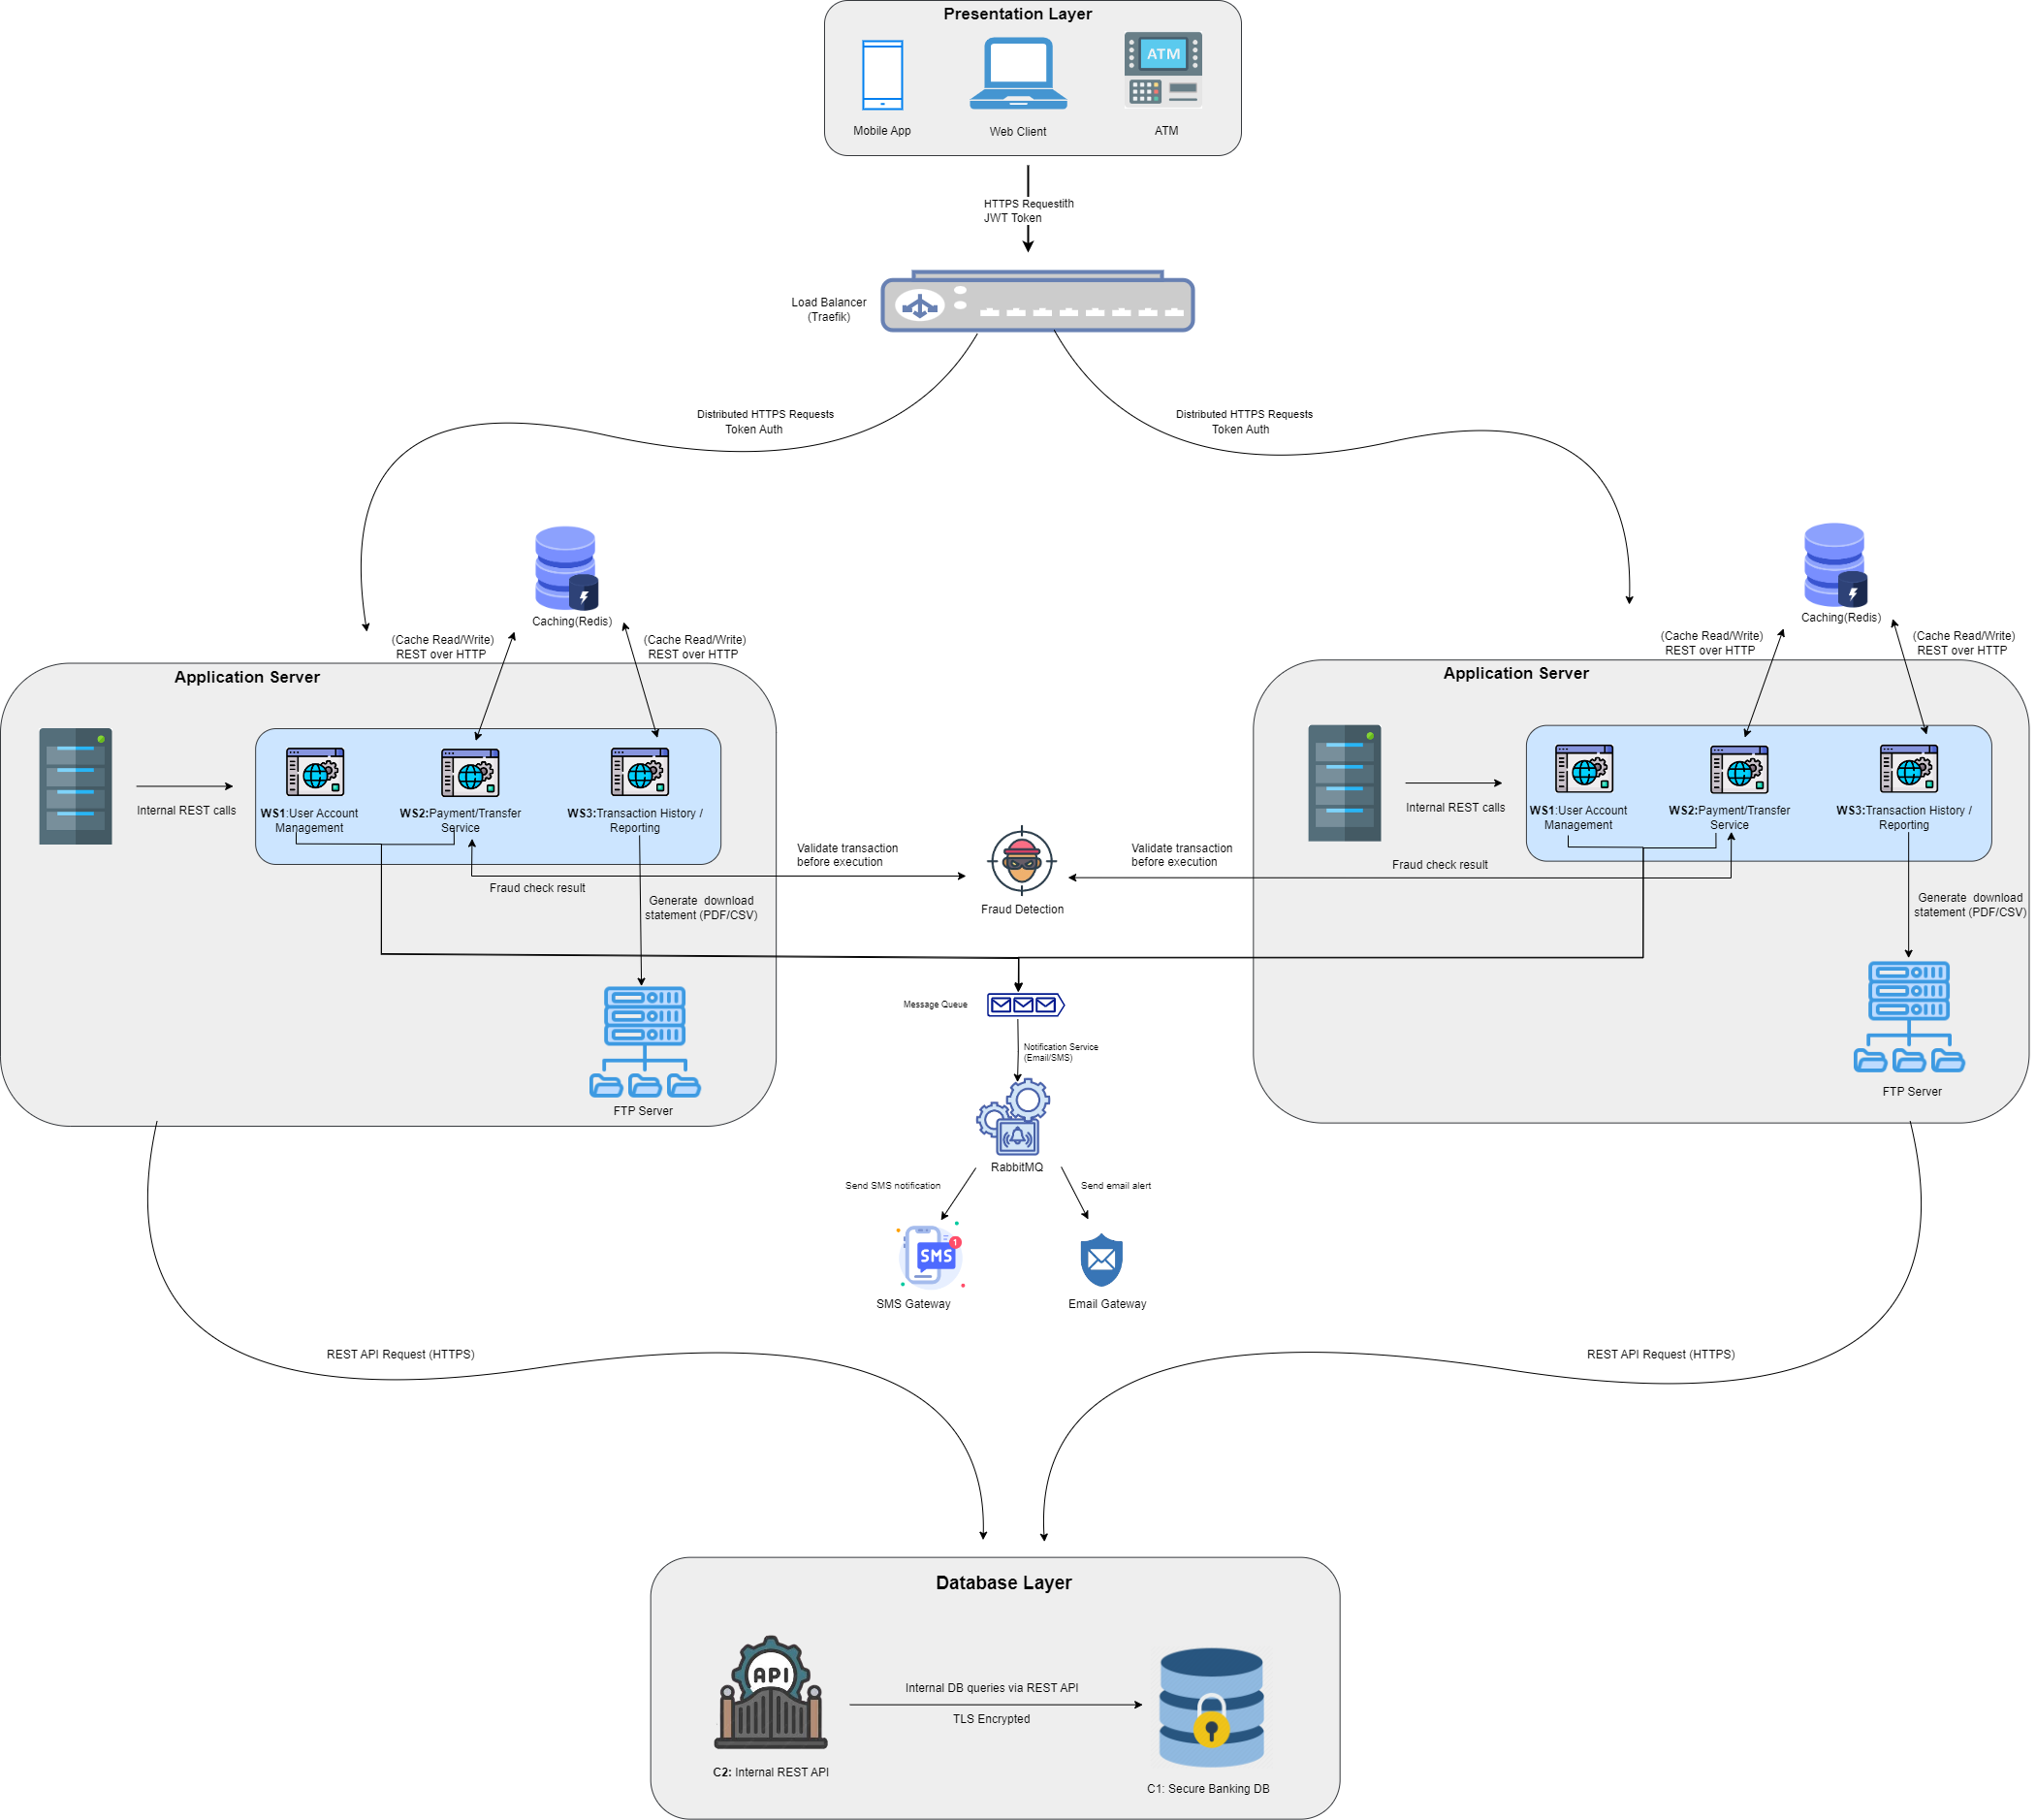 Presentation Layer
ATM
Mobile App
Web Client
ATM
HTTPS Requestith
JWT Token
Load Balancer
(Traefik)
Distributed HTTPS Requests
Token Auth
Distributed HTTPS Requests
Token Auth
Caching(Redis)
(Cache Read/Write)
REST over HTTP
(Cache Read/Write)
REST over HTTP
Caching(Redis)
(Cache Read/Write)
REST over HTTP
(Cache Read/Write)
REST over HTTP
Application Server
Internal REST calls
WS1:User Account
Management
WS2:Payment/Transfer
Service
WS3:Transaction History /
Reporting
Fraud check result
Generate  download
statement (PDF/CSV)
FTP Server
Validate transaction
before execution
Fraud Detection
Validate transaction
before execution
Application Server
Internal REST calls
WS1:User Account
Management
WS2:Payment/Transfer
Service
WS3:Transaction History /
Reporting
Fraud check result
Generate  download
statement (PDF/CSV)
FTP Server
Message Queue
Notification Service
(Email/SMS)
RabbitMQ
Send SMS notification
Send email alert
SMS
1
SMS Gateway
Email Gateway
REST API Request (HTTPS)
REST API Request (HTTPS)
Database Layer
API
C2: Internal REST API
Internal DB queries via REST API
TLS Encrypted
C1: Secure Banking DB